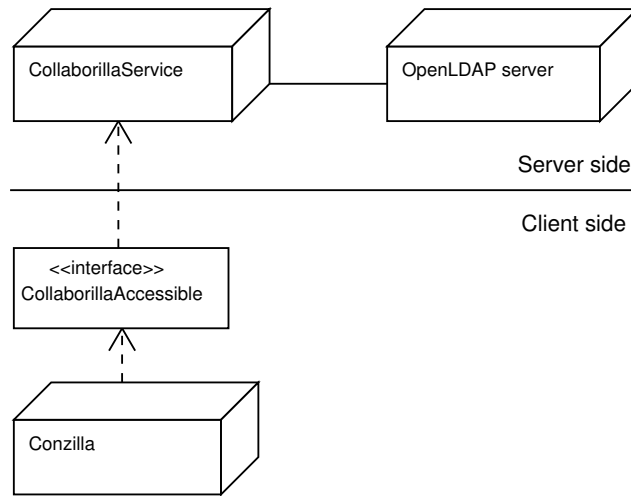 CollaborillaService
OpenLDAP server
Server side
Client side
<<interface>>
CollaborillaAccessible
Conzilla